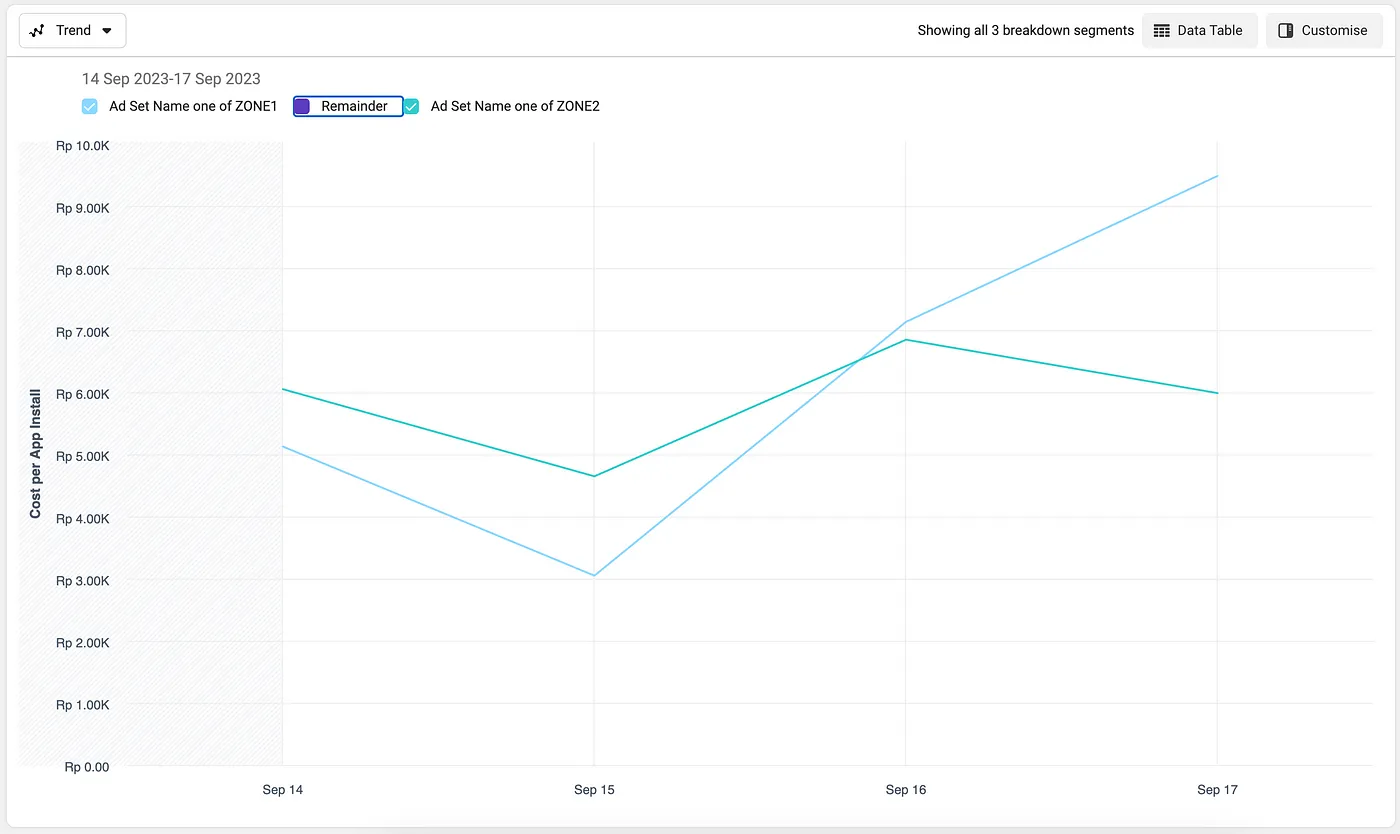 Trend
Showing all 3 breakdown segments
Data Table
Customise
14 Sep 2023-17 Sep 2023
Ad Set Name one of ZONE1
Remainder
Ad Set Name one of ZONE2
Cost per App Install
Rp 10.0K
Rp 9.00K
Rp 8.00K
Rp 7.00K
Rp 6.00K
Rp 5.00K
Rp 4.00K
Rp 3.00K
Rp 2.00K
Rp 1.00K
Rp 0.00
Sep 14
Sep 15
Sep 16
Sep 17